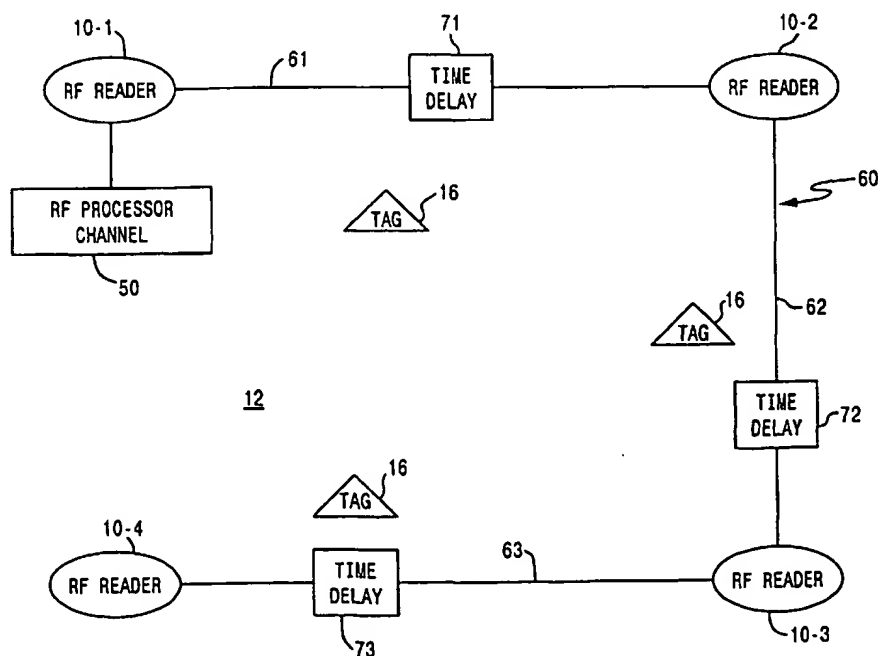 10-1
61
71
10-2
RF READER
TIME
DELAY
RF READER
RF PROCESSOR
CHANNEL
50
16
TAG
60
16
TAG
62
12
TIME
DELAY
72
16
TAG
10-4
RF READER
TIME
DELAY
73
63
RF READER
10-3